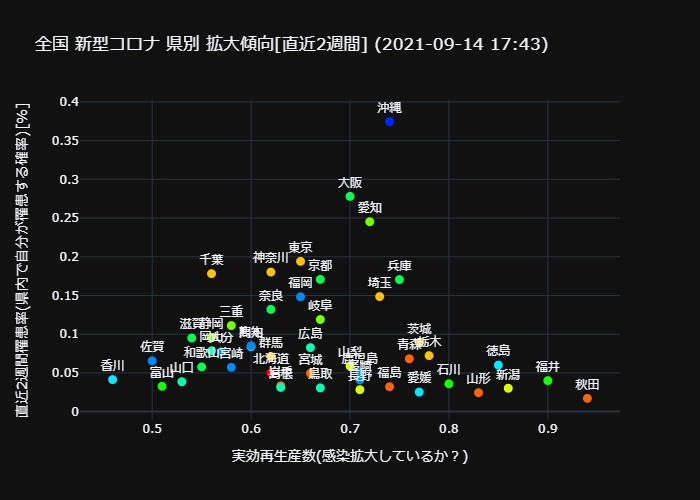 全国 新型コロナ 県別 拡大傾向[直近2週間] (2021-09-14 17:43)
直近2週間罹患率(県内で自分が罹患する確率)[%]
0.4
0.35
0.3
0.25
0.2
0.15
0.1
0.05
0
沖縄
大阪
愛知
東京
神奈川
千葉
京都
兵庫
福岡
埼玉
奈良
岐阜
三重
滋賀
静岡
広島
茨城
栃木
群馬
青森
山梨
佐賀
和歌山
宮崎
北海道
宮城
徳島
香川
富山
山口
鳥取
長野
福島
愛媛
石川
山形
新潟
福井
秋田
0.5
0.6
0.7
0.8
0.9
実効再生産数(感染拡大しているか？)